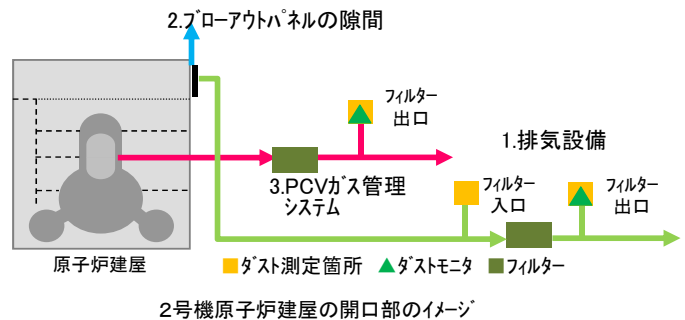 2.ﾌﾞﾛｰｱｳﾄﾊﾟﾈﾙの隙間
ﾌｨﾙﾀｰ
出口
1.排気設備
3.PCVｶﾞｽ管理
ｼｽﾃﾑ
ﾌｨﾙﾀｰ
入口
ﾌｨﾙﾀｰ
出口
原子炉建屋
ﾀﾞｽﾄ測定箇所
ﾀﾞｽﾄﾓﾆﾀ
ﾌｨﾙﾀｰ
２号機原子炉建屋の開口部のｲﾒｰｼﾞ